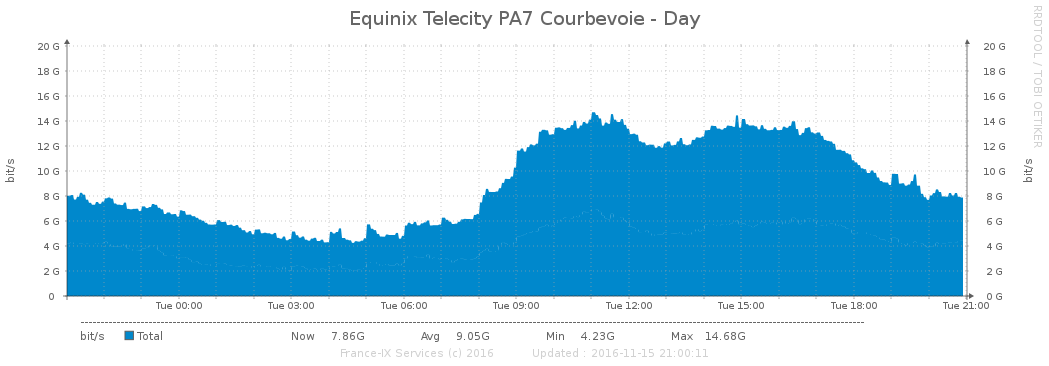 Equinix Telecity PA7 Courbevoie - Day
RRDTOOL / TOBI OETIKER
20 G 20 G
18 G 18 G
16 G 16 G
14 G 14 G
12 G 12 G
10 G 10 G
8 G 8 G
6 G 6 G
4 G 4 G
2 G 2 G
0 0 G
bit/s bit/s
Tue 00:00 Tue 03:00 Tue 06:00 Tue 09:00 Tue 12:00 Tue 15:00 Tue 18:00 Tue 21:00
bit/s Total Now 7.86G Avg 9.05G Min 4.23G Max 14.68G
France-IX Services (c) 2016 Updated : 2016-11-15 21:00:11